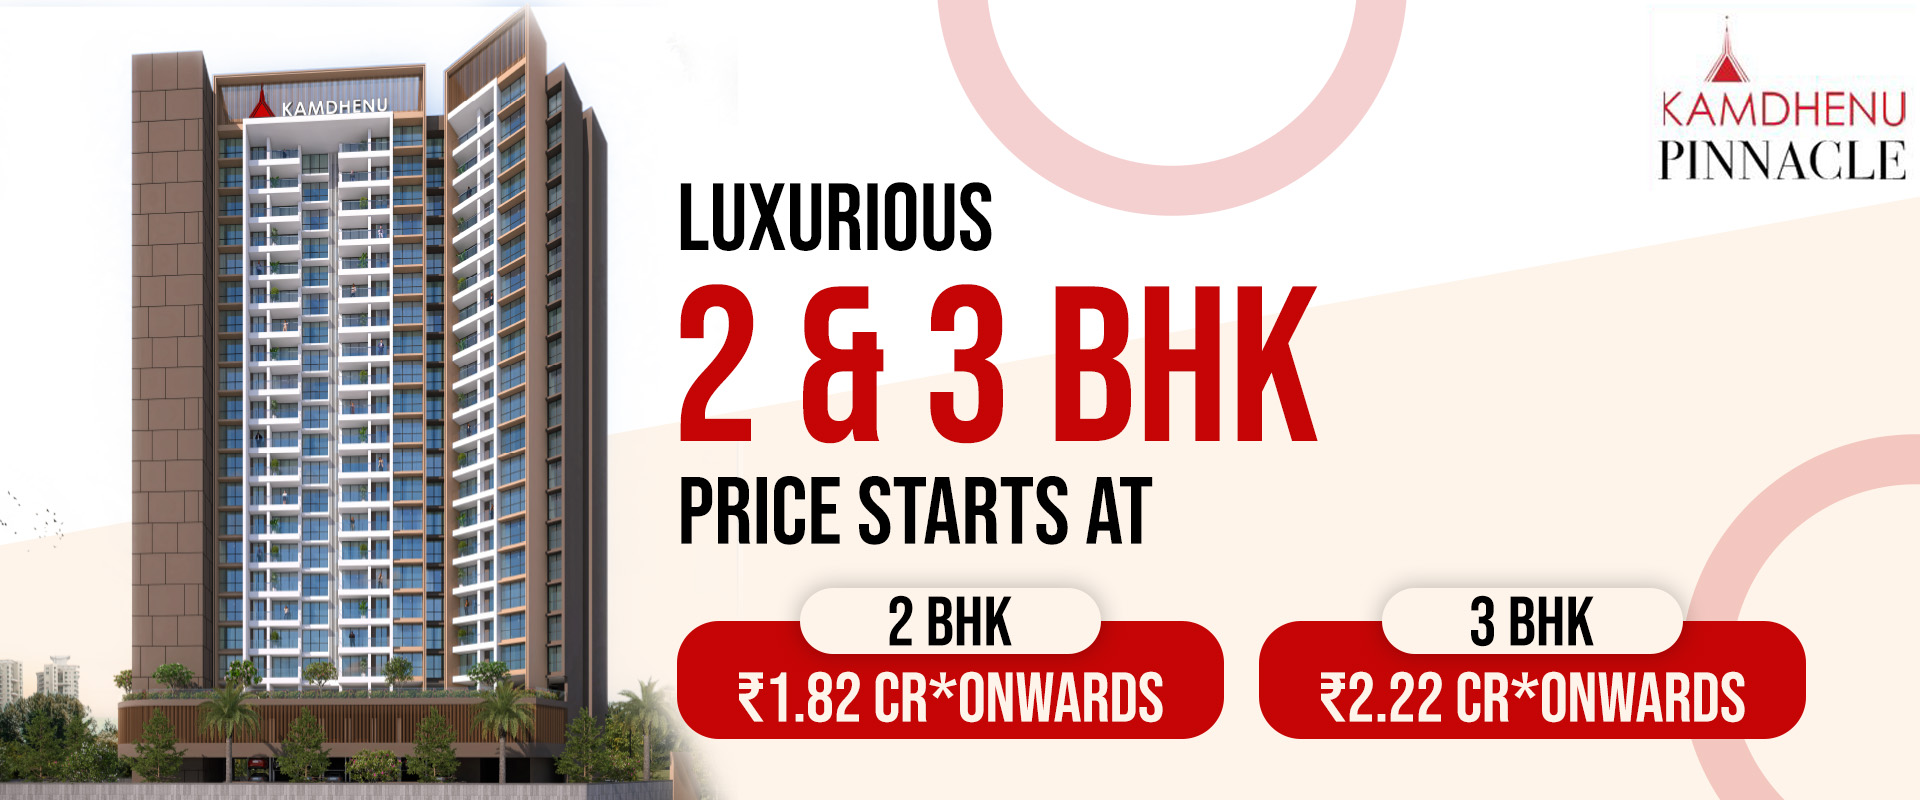 KAMDHENU
KAMDHENU
PINNACLE
LUXURIOUS
2 & 3 BHK
PRICE STARTS AT
2 BHK
₹1.82 CR*ONWARDS
3 BHK
₹2.22 CR*ONWARDS